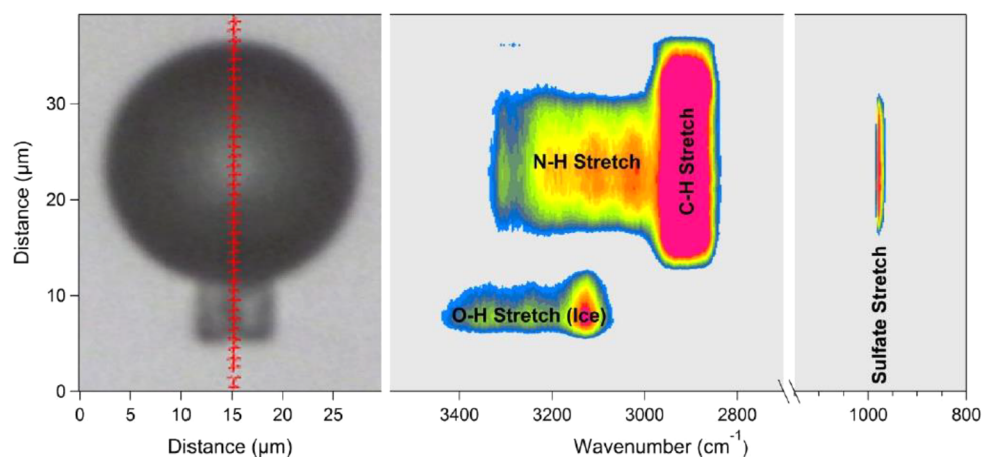 Distance (µm)
30
20
10
0
0
5
10
15
20
25
Distance (µm)
N-H Stretch
C-H Stretch
O-H Stretch (Ice)
3400
3200
3000
2800
Wavenumber (cm⁻¹)
Sulfate Stretch
1000
800